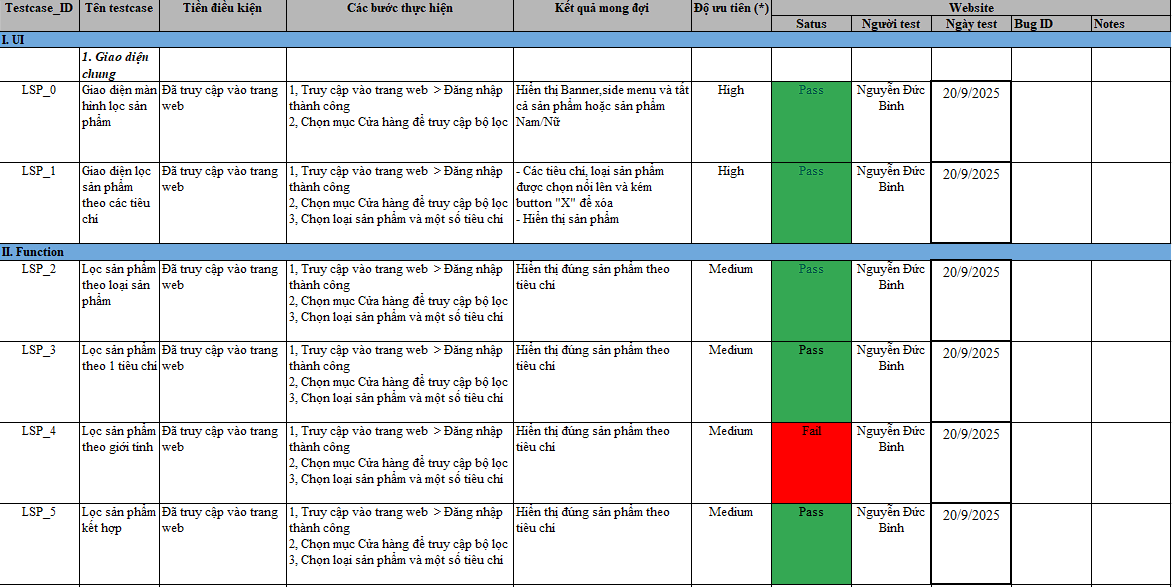 Testcase_ID Tên testcase Tiền điều kiện Các bước thực hiện Kết quả mong đợi Độ ưu tiên (*) Website
Satus Người test Ngày test Bug ID Notes
I. UI
1. Giao diện
chung
LSP_0
Giao diện màn
hình lọc sản
phẩm
Đã truy cập vào trang
web
1, Truy cập vào trang web > Đăng nhập
thành công
2, Chọn mục Cửa hàng để truy cập bộ lọc
Hiển thị Banner,side menu và tất
cả sản phẩm hoặc sản phẩm
Nam/Nữ
High
Pass
Nguyễn Đức
Bình
20/9/2025
LSP_1
Giao diện lọc
sản phẩm
theo các tiêu
chí
Đã truy cập vào trang
web
1, Truy cập vào trang web > Đăng nhập
thành công
2, Chọn mục Cửa hàng để truy cập bộ lọc
3, Chọn loại sản phẩm và một số tiêu chí
- Các tiêu chí, loại sản phẩm
được chọn nổi lên và kém
button "X" để xóa
- Hiển thị sản phẩm
High
Pass
Nguyễn Đức
Bình
20/9/2025
II. Function
LSP_2
Lọc sản phẩm
theo loại sản
phẩm
Đã truy cập vào trang
web
1, Truy cập vào trang web > Đăng nhập
thành công
2, Chọn mục Cửa hàng để truy cập bộ lọc
3, Chọn loại sản phẩm và một số tiêu chí
Hiển thị đúng sản phẩm theo
tiêu chí
Medium
Pass
Nguyễn Đức
Bình
20/9/2025
LSP_3
Lọc sản phẩm
theo 1 tiêu chí
Đã truy cập vào trang
web
1, Truy cập vào trang web > Đăng nhập
thành công
2, Chọn mục Cửa hàng để truy cập bộ lọc
3, Chọn loại sản phẩm và một số tiêu chí
Hiển thị đúng sản phẩm theo
tiêu chí
Medium
Pass
Nguyễn Đức
Bình
20/9/2025
LSP_4
Lọc sản phẩm
theo giới tính
Đã truy cập vào trang
web
1, Truy cập vào trang web > Đăng nhập
thành công
2, Chọn mục Cửa hàng để truy cập bộ lọc
3, Chọn loại sản phẩm và một số tiêu chí
Hiển thị đúng sản phẩm theo
tiêu chí
Medium
Fail
Nguyễn Đức
Bình
20/9/2025
LSP_5
Lọc sản phẩm
kết hợp
Đã truy cập vào trang
web
1, Truy cập vào trang web > Đăng nhập
thành công
2, Chọn mục Cửa hàng để truy cập bộ lọc
3, Chọn loại sản phẩm và một số tiêu chí
Hiển thị đúng sản phẩm theo
tiêu chí
Medium
Pass
Nguyễn Đức
Bình
20/9/2025